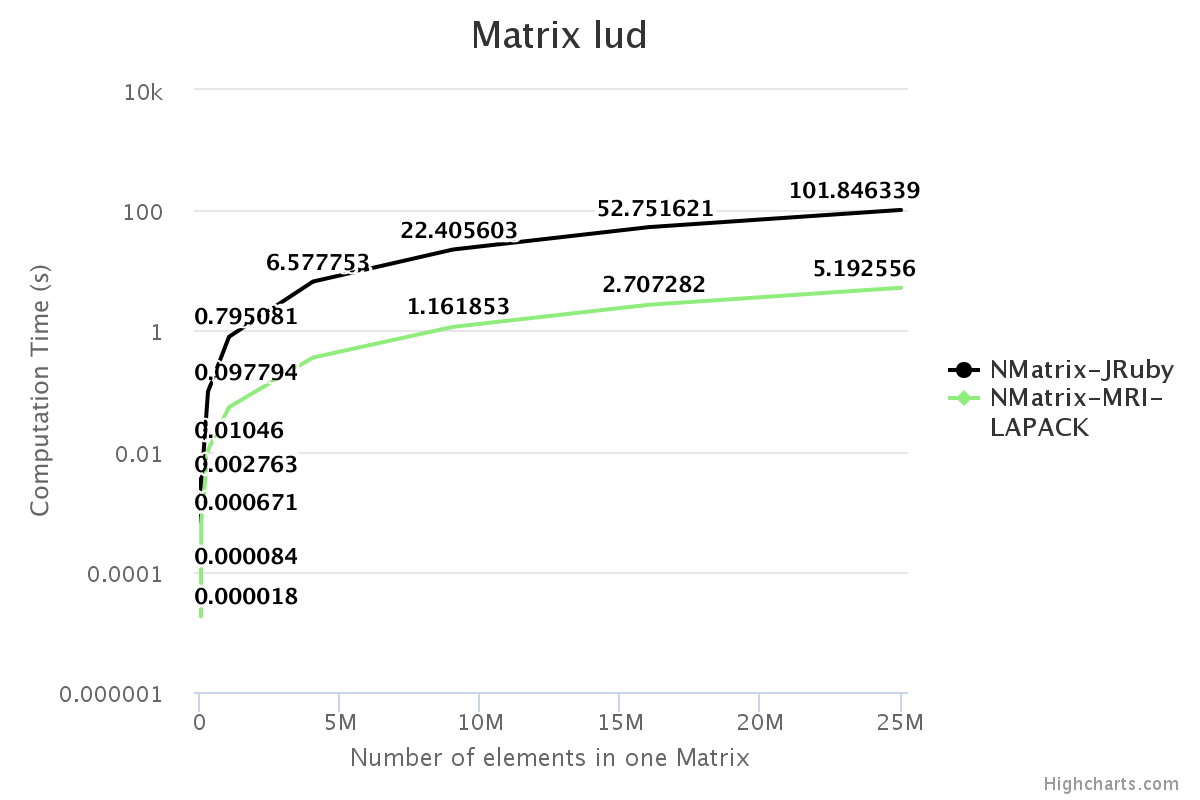 Matrix lud
10k
100
1
0.01
0.0001
0.000001
Computation Time (s)
101.846339
52.751621
22.405603
6.577753
0.795081
0.097794
0.01046
0.002763
0.000671
0.000084
0.000018
1.161853
2.707282
5.192556
0
5M
10M
15M
20M
25M
Number of elements in one Matrix
NMatrix-JRuby
NMatrix-MRI-
LAPACK
Highcharts.com